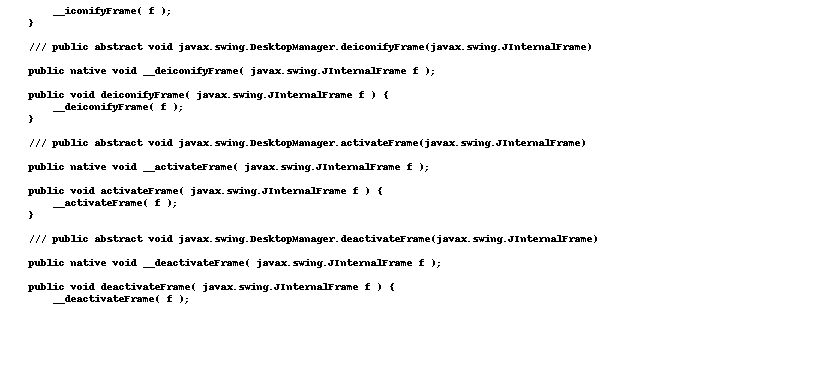 __iconifyFrame( f );
}
/// public abstract void javax.swing.DesktopManager.deiconifyFrame(javax.swing.JInternalFrame)
public native void __deiconifyFrame( javax.swing.JInternalFrame f );
public void deiconifyFrame( javax.swing.JInternalFrame f ) {
__deiconifyFrame( f );
}
/// public abstract void javax.swing.DesktopManager.activateFrame(javax.swing.JInternalFrame)
public native void __activateFrame( javax.swing.JInternalFrame f );
public void activateFrame( javax.swing.JInternalFrame f ) {
__activateFrame( f );
}
/// public abstract void javax.swing.DesktopManager.deactivateFrame(javax.swing.JInternalFrame)
public native void __deactivateFrame( javax.swing.JInternalFrame f );
public void deactivateFrame( javax.swing.JInternalFrame f ) {
__deactivateFrame( f );